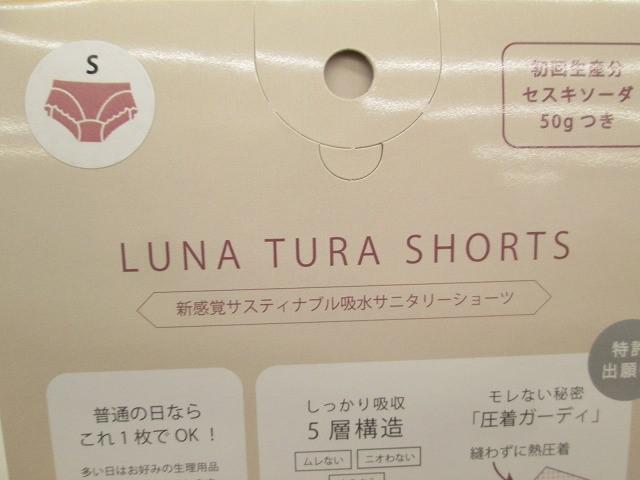 S
初回生産分
セスキソーダ
50gつき
LUNA TURA SHORTS
新感覚サスティナブル吸水サニタリーショーツ
特許
出願
普通の日なら
これ1枚でOK！
多い日はお好みの生理用品
しっかり吸収
5層構造
ムレない
ニオわない
モレない秘密
「圧着ガーディ」
縫わずに熱圧着